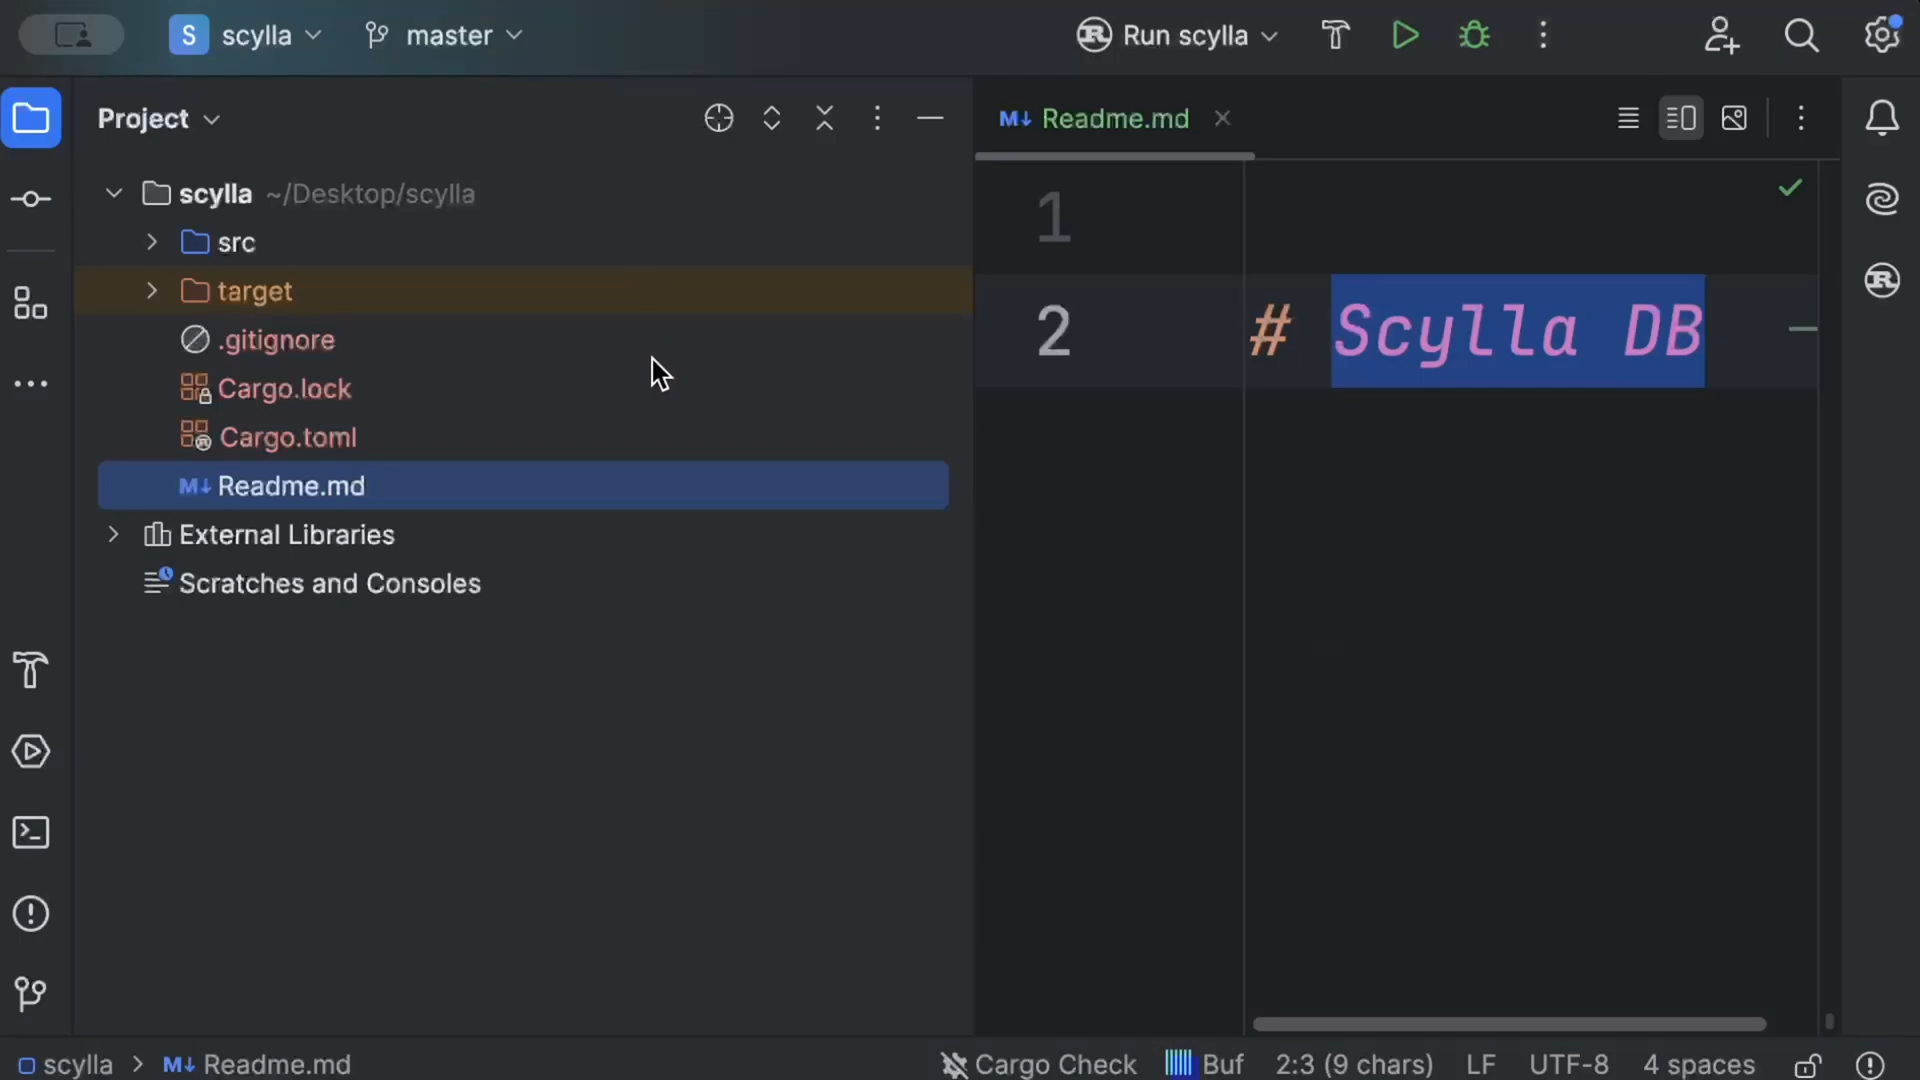 S scylla master Run scylla
Project
Readme.md
scylla ~/Desktop/scylla
src
target
.gitignore
Cargo.lock
Cargo.toml
M↓ Readme.md
External Libraries
Scratches and Consoles
M↓ Readme.md
1
2 # Scylla DB
scylla > M↓ Readme.md Cargo Check Buf 2:3 (9 chars) LF UTF-8 4 spaces